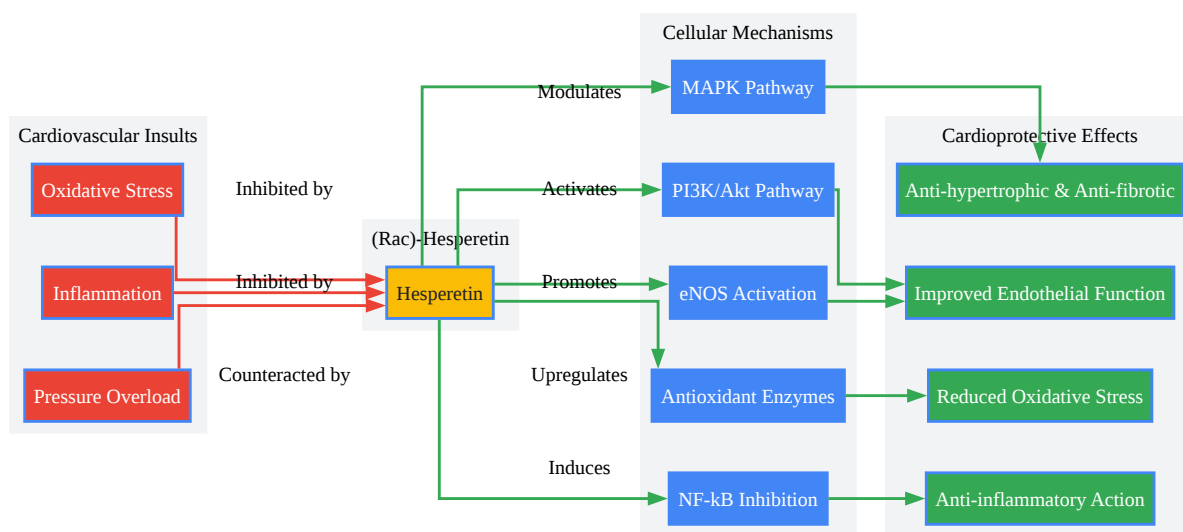 Cardiovascular Insults
Oxidative Stress
Inflammation
Pressure Overload
Inhibited by
Inhibited by
Counteracted by
(Rac)-Hesperetin
Hesperetin
Modulates
Activates
Promotes
Upregulates
Induces
Cellular Mechanisms
MAPK Pathway
PI3K/Akt Pathway
eNOS Activation
Antioxidant Enzymes
NF-kB Inhibition
Cardioprotective Effects
Anti-hypertrophic & Anti-fibrotic
Improved Endothelial Function
Reduced Oxidative Stress
Anti-inflammatory Action